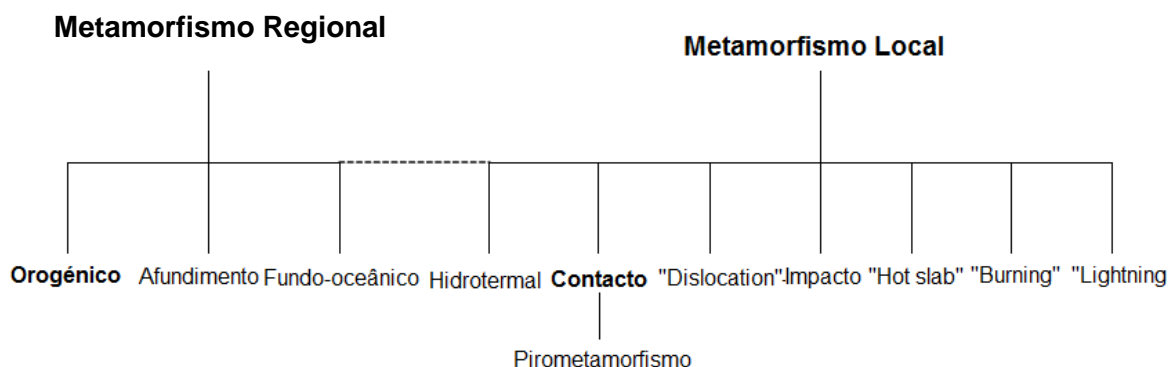 Metamorfismo Regional
Metamorfismo Local
Orogénico Afundimento Fundo-oceânico Hidrotermal Contacto "Dislocation" Impacto "Hot slab" "Burning" "Lightning
Pirometamorfismo